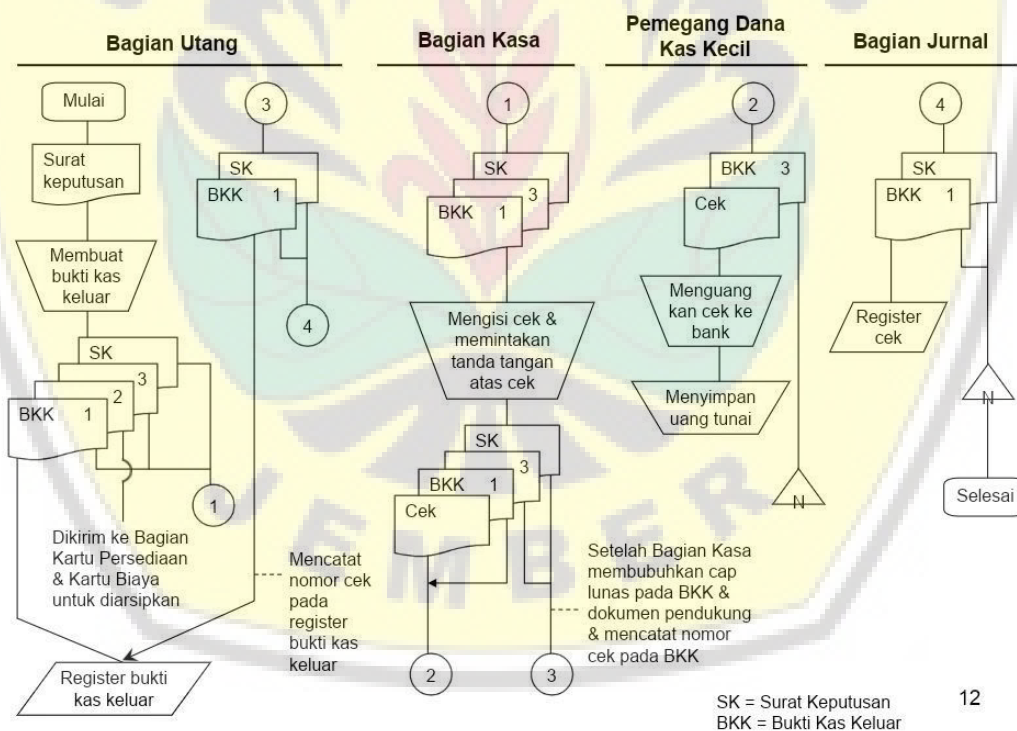 Bagian Utang
Mulai
Surat
keputusan
Membuat
bukti kas
keluar
SK
3
2
BKK 1
1
Dikirim ke Bagian
Kartu Persediaan
& Kartu Biaya
untuk diarsipkan
Register bukti
kas keluar
3
SK
BKK 1
4
Mencatat
nomor cek
pada
register
bukti kas
keluar
Bagian Kasa
1
SK
3
BKK 1
Mengisi cek &
memintakan
tanda tangan
atas cek
SK
3
BKK 1
Cek
2
3
Setelah Bagian Kasa
membubuhkan cap
lunas pada BKK &
dokumen pendukung
& mencatat nomor
cek pada BKK
Pemegang Dana
Kas Kecil
2
BKK 3
Cek
Menguang
kan cek ke
bank
Menyimpan
uang tunai
N
Bagian Jurnal
4
SK
BKK 1
Register
cek
N
Selesai
SK = Surat Keputusan
BKK = Bukti Kas Keluar
12
JEMBER